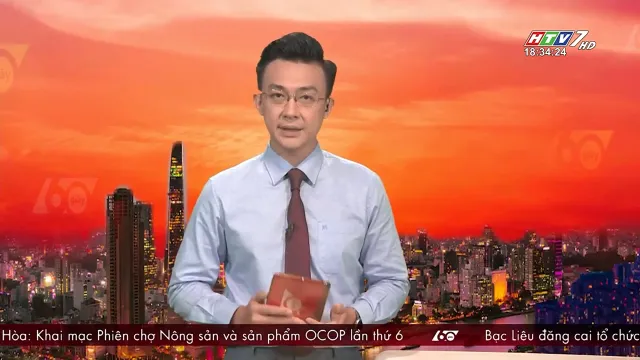 HTV7 HD
18:34:24
Hòa: Khai mạc Phiên chợ Nông sản và sản phẩm OCOP lần thứ 6 60 Bạc Liêu đăng cai tổ chức